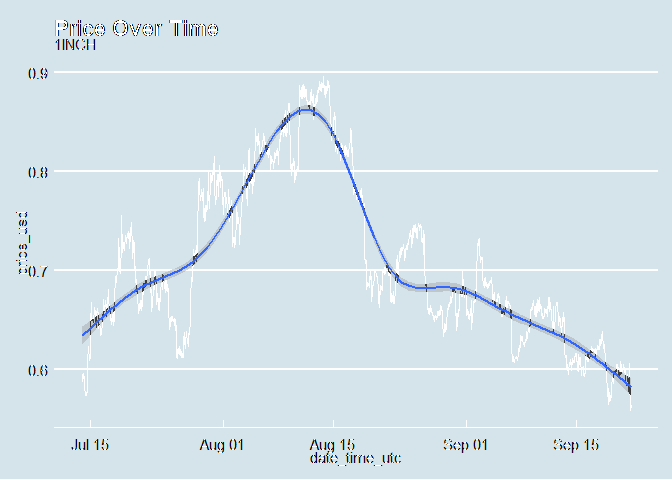 Price Over Time
1INCH
0.9
0.8
0.7
0.6
price_usd
Jul 15 Aug 01 Aug 15 Sep 01 Sep 15
date_time_utc